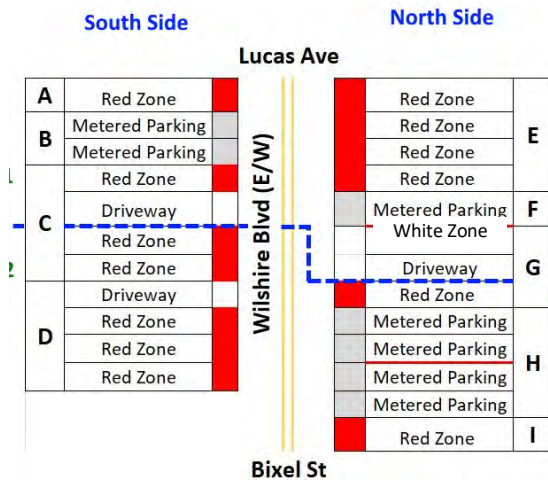 South Side
North Side
Lucas Ave
A
Red Zone
B
Metered Parking
Metered Parking
C
Red Zone
Driveway
Red Zone
Red Zone
D
Driveway
Red Zone
Red Zone
Red Zone
Wilshire Blvd (E/W)
Red Zone
Red Zone
Red Zone
Red Zone
E
Metered Parking
F
White Zone
Driveway
Red Zone
G
Metered Parking
Metered Parking
Metered Parking
Metered Parking
H
Red Zone
I
Bixel St
2